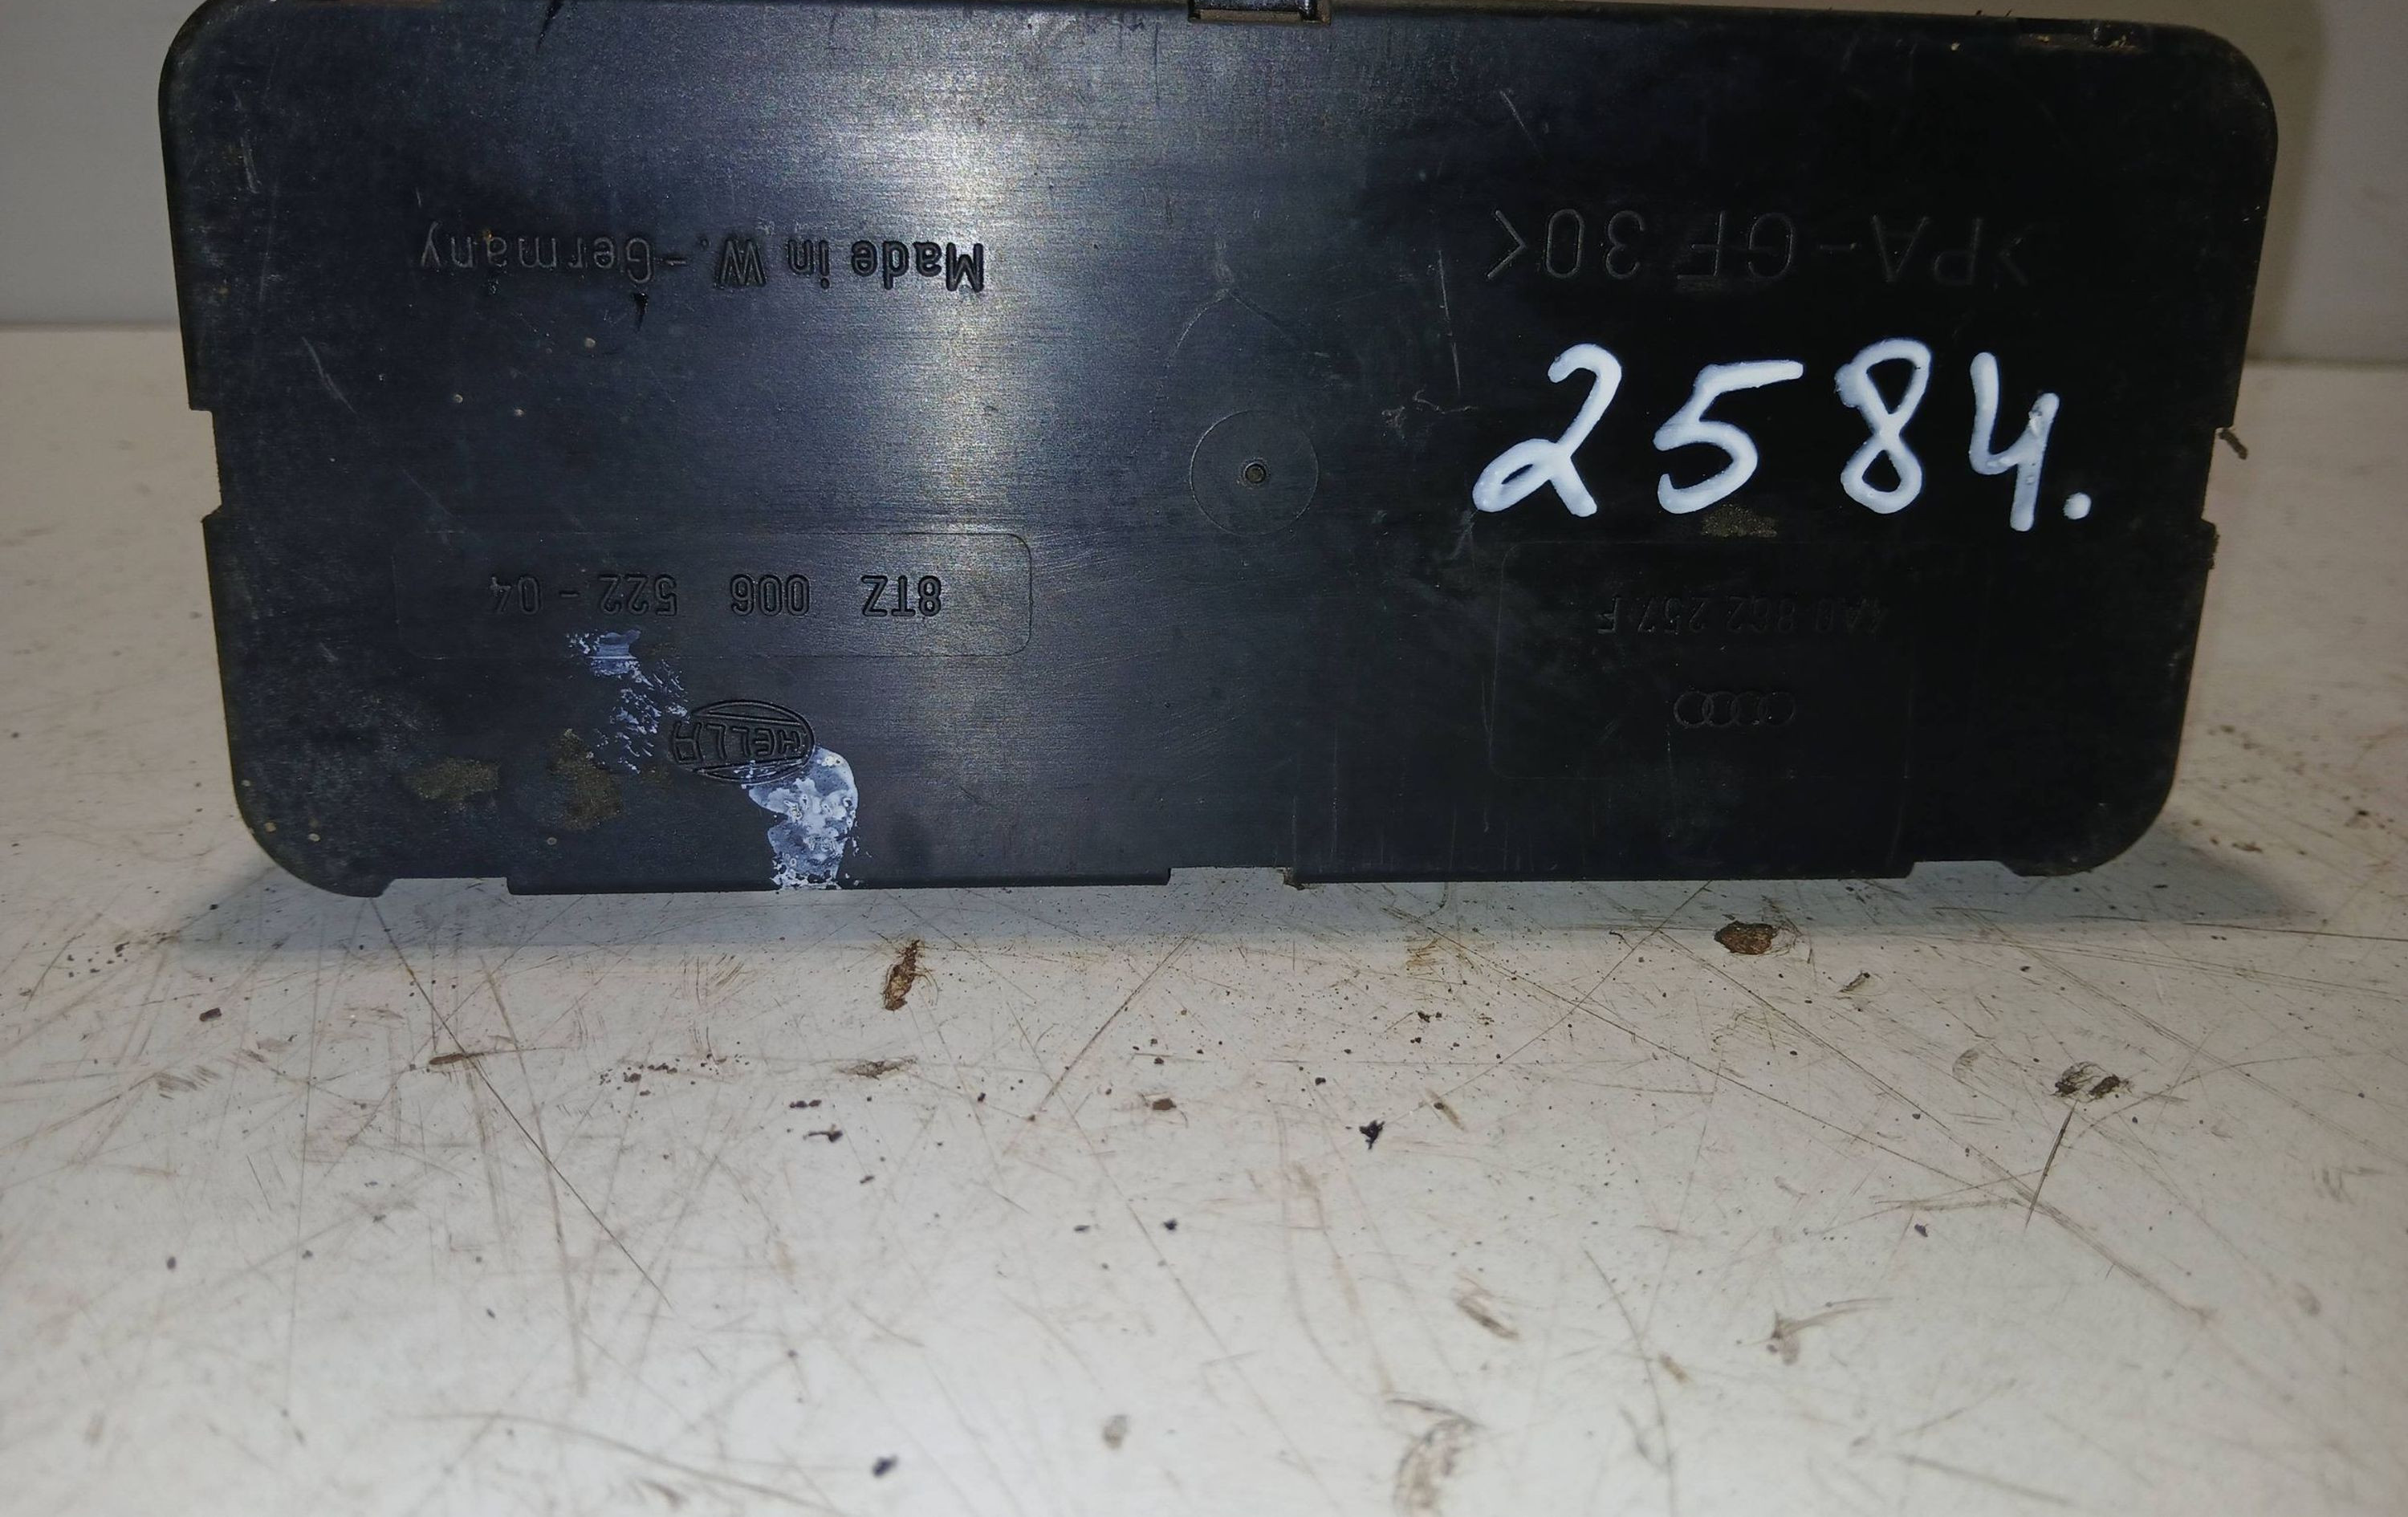 2584.
>PA-GF 30<
Made in W.-Germany
4A0 862 257 F
8TZ 006 522-04
HELLA